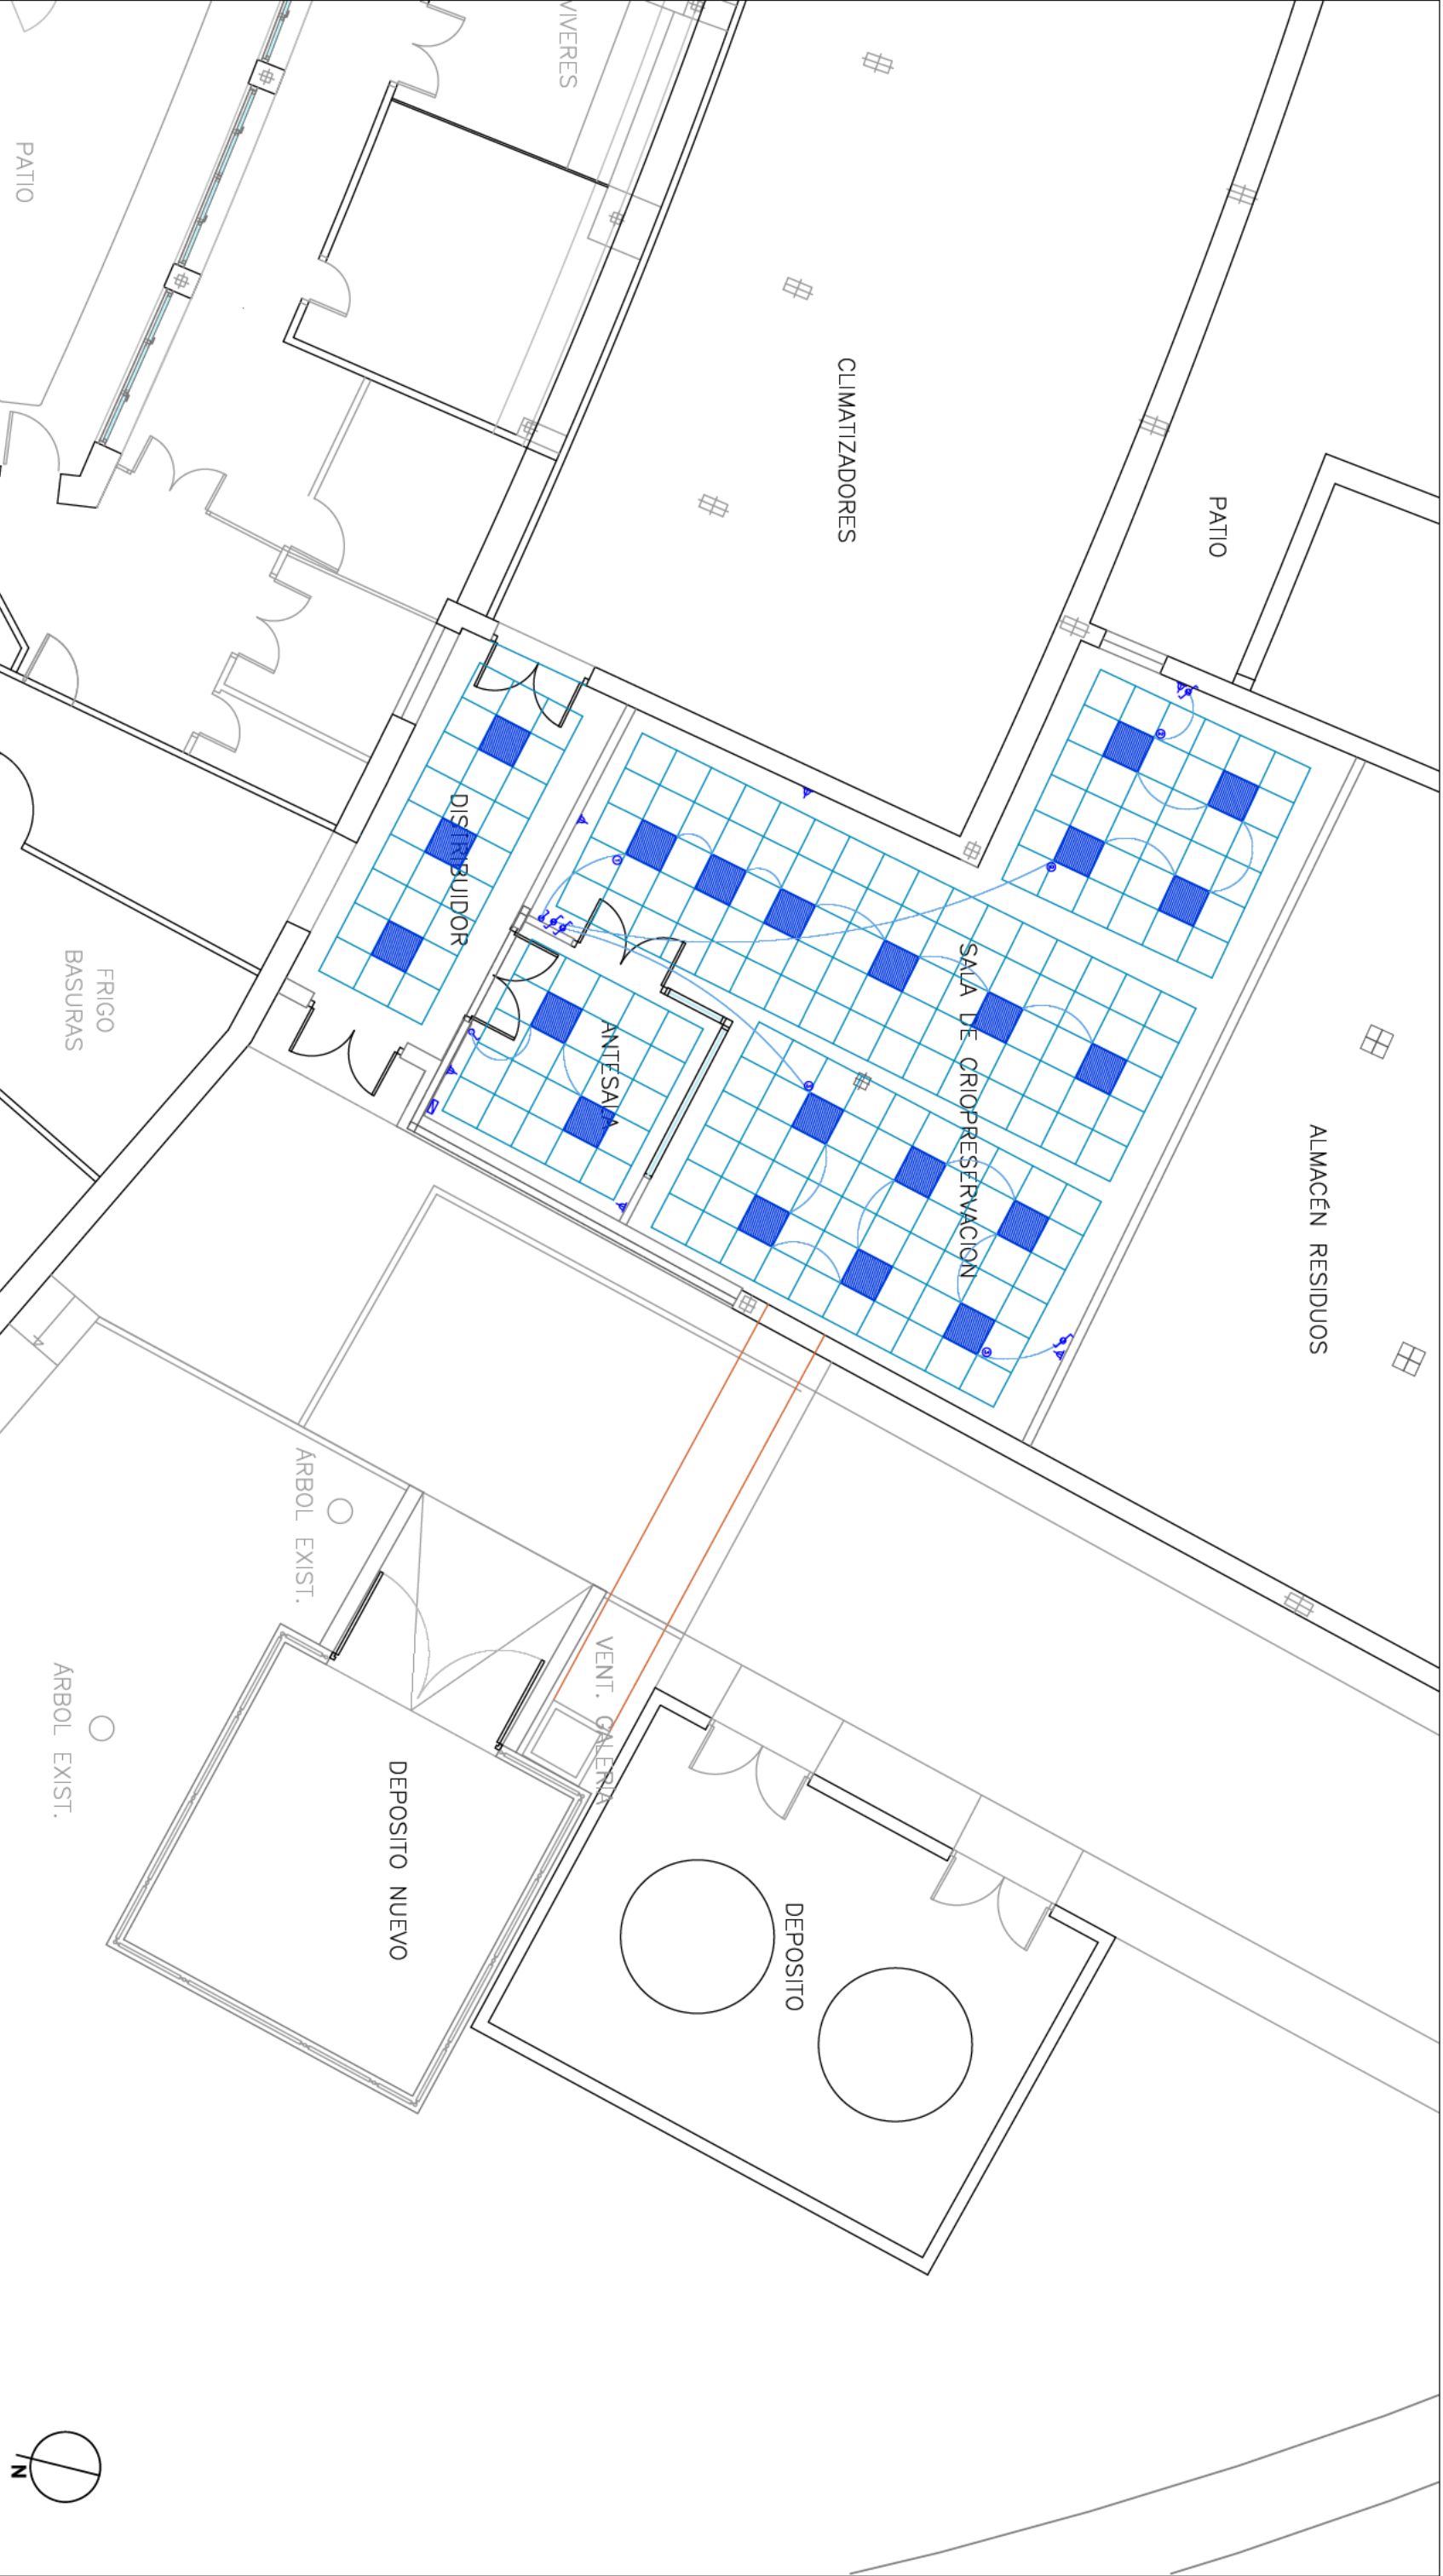 ALMACÉN RESIDUOS
PATIO
SALA DE CRIOPRESERVACION
CLIMATIZADORES
DEPOSITO
ANTESALA
VENT. GALERIA
VIVERES
DISTRIBUIDOR
DEPOSITO NUEVO
ÁRBOL EXIST.
FRIGO
BASURAS
ÁRBOL EXIST.
PATIO
N